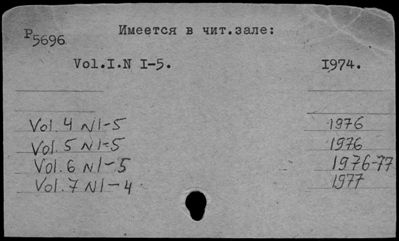 P5696
Имеется в чит.зале:
Vol.I.N I-5. 1974.
Vol. 4 N1-5 1976
Vol. 5 N1-5 1976
Vol. 6 N1-5 1976-77
Vol. 7 N1-4 1977